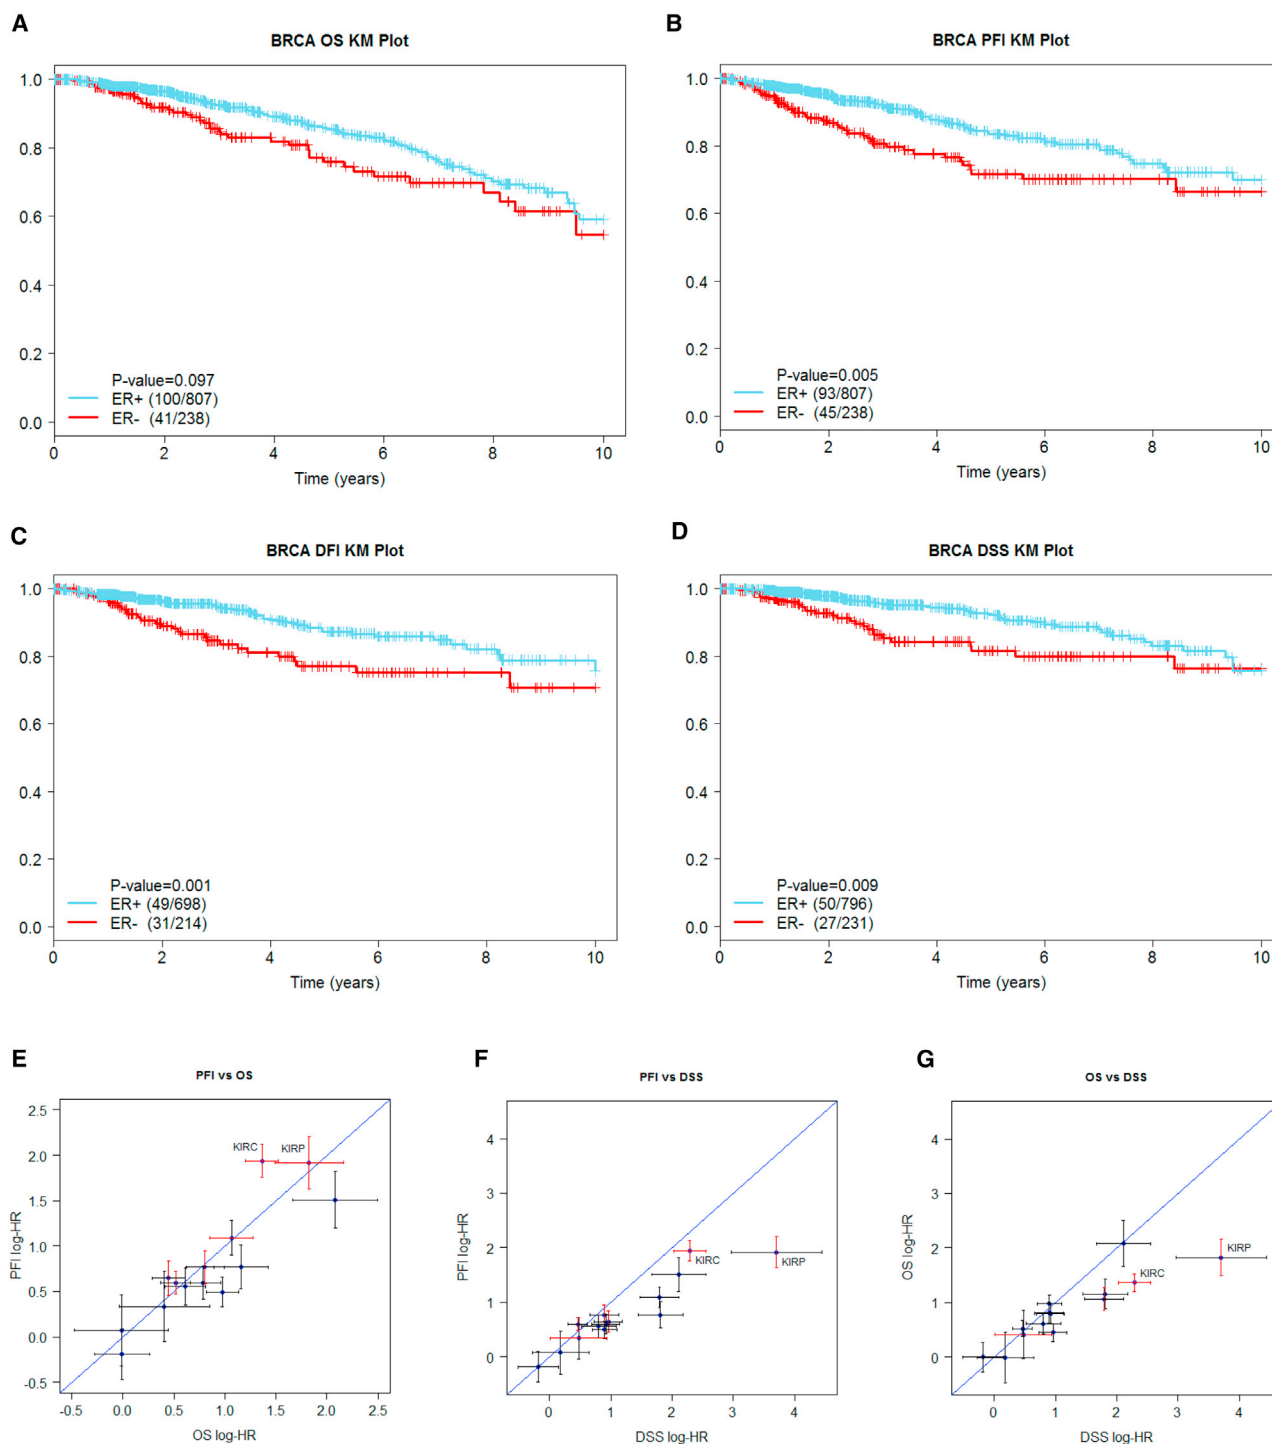 A
BRCA OS KM Plot
1.0
0.8
0.6
0.4
0.2
0.0
P-value=0.097
ER+ (100/807)
ER- (41/238)
0 2 4 6 8 10
Time (years)
B
BRCA PFI KM Plot
1.0
0.8
0.6
0.4
0.2
0.0
P-value=0.005
ER+ (93/807)
ER- (45/238)
0 2 4 6 8 10
Time (years)
C
BRCA DFI KM Plot
1.0
0.8
0.6
0.4
0.2
0.0
P-value=0.001
ER+ (49/698)
ER- (31/214)
0 2 4 6 8 10
Time (years)
D
BRCA DSS KM Plot
1.0
0.8
0.6
0.4
0.2
0.0
P-value=0.009
ER+ (50/796)
ER- (27/231)
0 2 4 6 8 10
Time (years)
E
PFI vs OS
PFI log-HR
2.5
2.0
1.5
1.0
0.5
0.0
-0.5
KIRC
KIRP
-0.5 0.0 0.5 1.0 1.5 2.0 2.5
OS log-HR
F
PFI vs DSS
PFI log-HR
4
3
2
1
0
KIRC
KIRP
0 1 2 3 4
DSS log-HR
G
OS vs DSS
OS log-HR
4
3
2
1
0
KIRP
KIRC
0 1 2 3 4
DSS log-HR